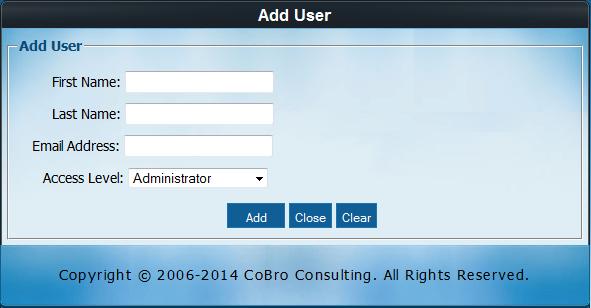 Add User
Add User
First Name:
Last Name:
Email Address:
Access Level: Administrator
Add Close Clear
Copyright © 2006-2014 CoBro Consulting. All Rights Reserved.